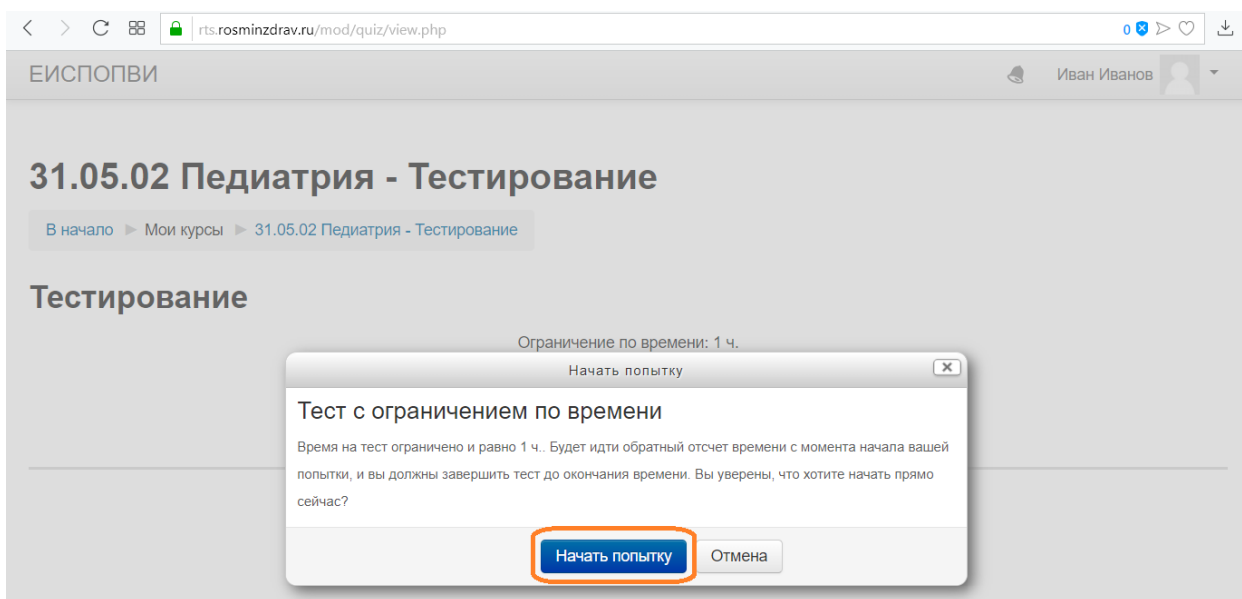 rts.rosminzdrav.ru/mod/quiz/view.php
0
ЕИСПОПВИ
Иван Иванов
31.05.02 Педиатрия - Тестирование
В начало ► Мои курсы ► 31.05.02 Педиатрия - Тестирование
Тестирование
Ограничение по времени: 1 ч.
Начать попытку
Тест с ограничением по времени
Время на тест ограничено и равно 1 ч.. Будет идти обратный отсчет времени с момента начала вашей
попытки, и вы должны завершить тест до окончания времени. Вы уверены, что хотите начать прямо
сейчас?
Начать попытку
Отмена